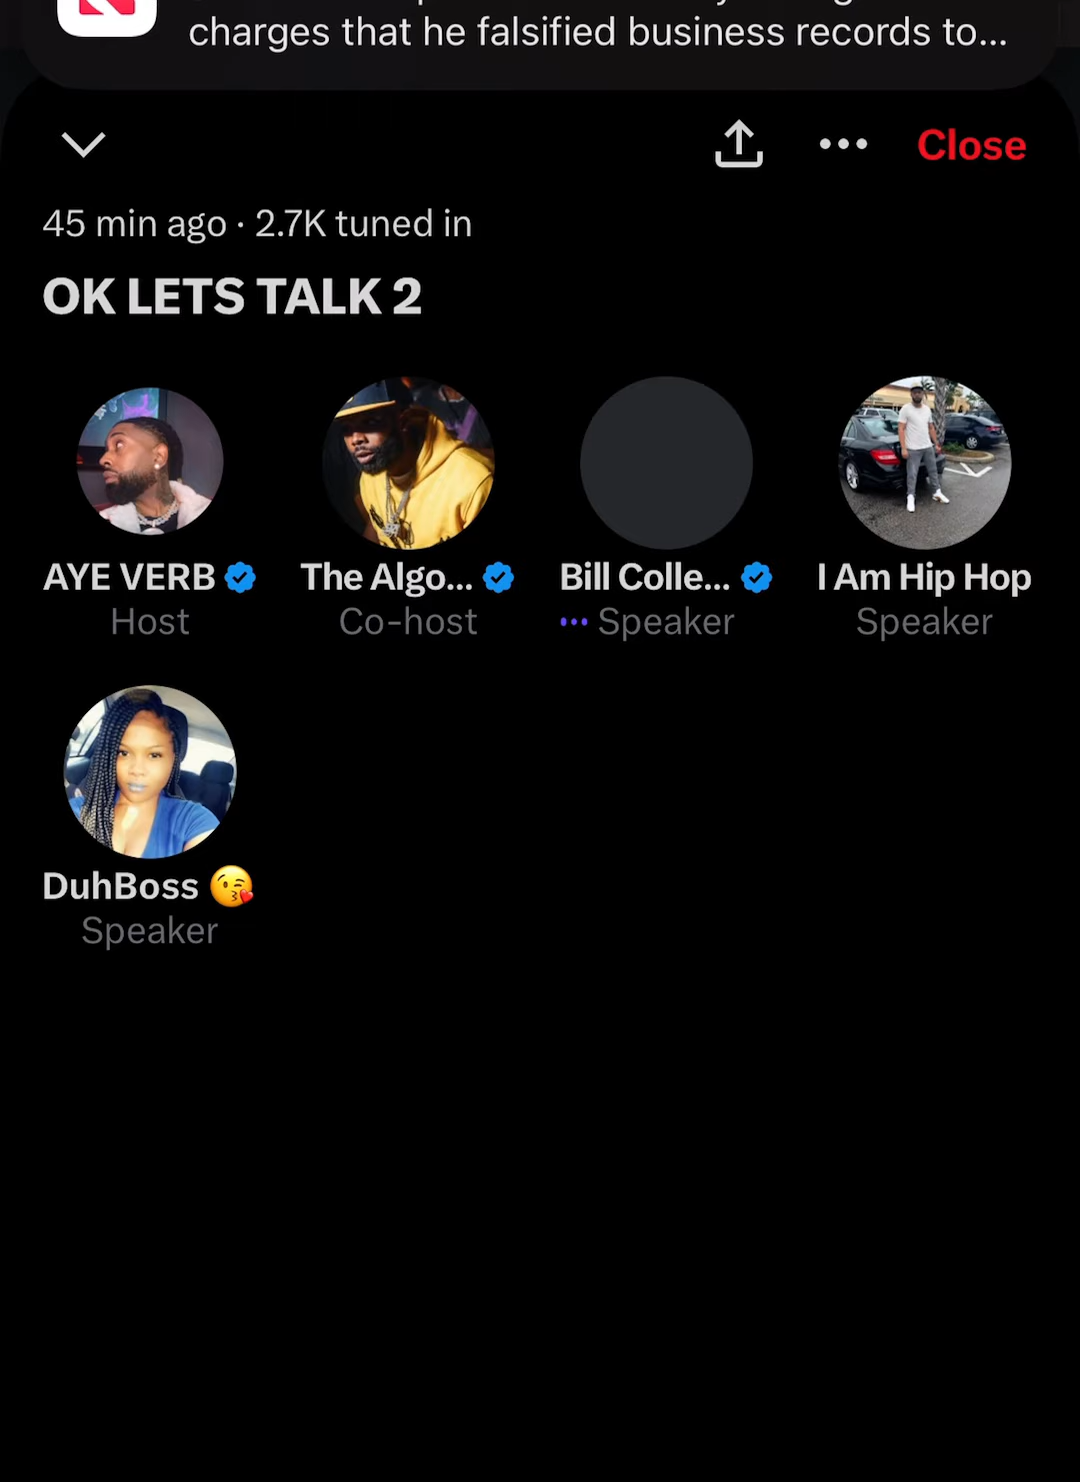 charges that he falsified business records to...
Close
45 min ago · 2.7K tuned in
OK LETS TALK 2
AYE VERB
Host
The Algo...
Co-host
Bill Colle...
Speaker
I Am Hip Hop
Speaker
DuhBoss 😘
Speaker